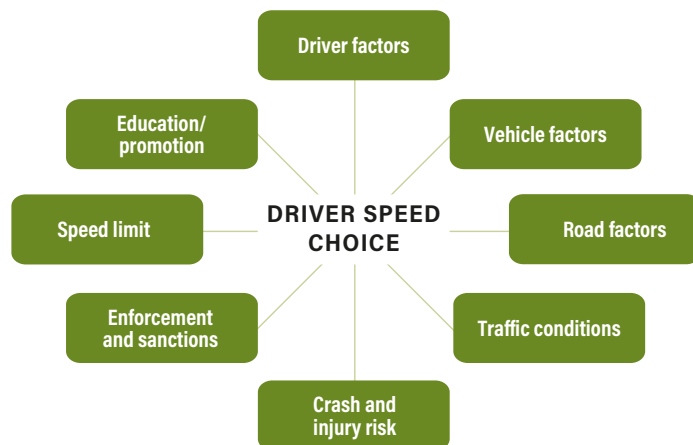 Driver factors
Education/
promotion
Vehicle factors
Speed limit
DRIVER SPEED
CHOICE
Road factors
Enforcement
and sanctions
Traffic conditions
Crash and
injury risk